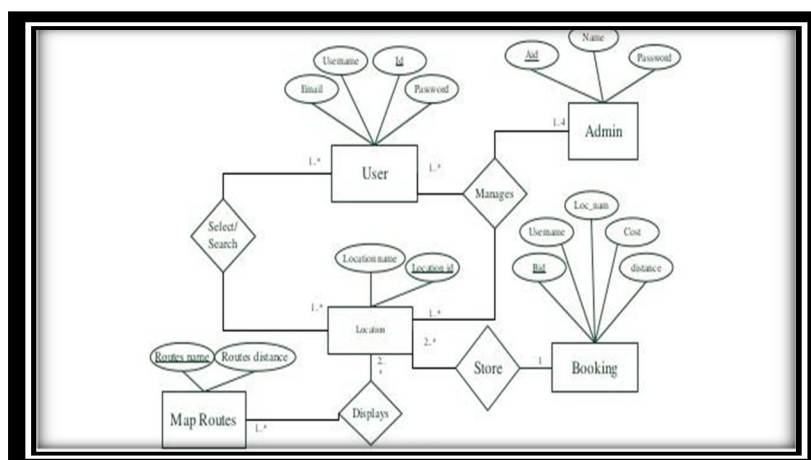 Name
Aid
Password
Username
Id
Email
Password
1..4
Admin
1..*
User
1..*
Manages
Select/
Search
Loc_nam
Username
Cost
Bid
distance
Location name
Location id
1..*
Location
1..*
2..*
Store
1
Booking
2..
*
Routes name
Routes distance
Map Routes
1..*
Displays